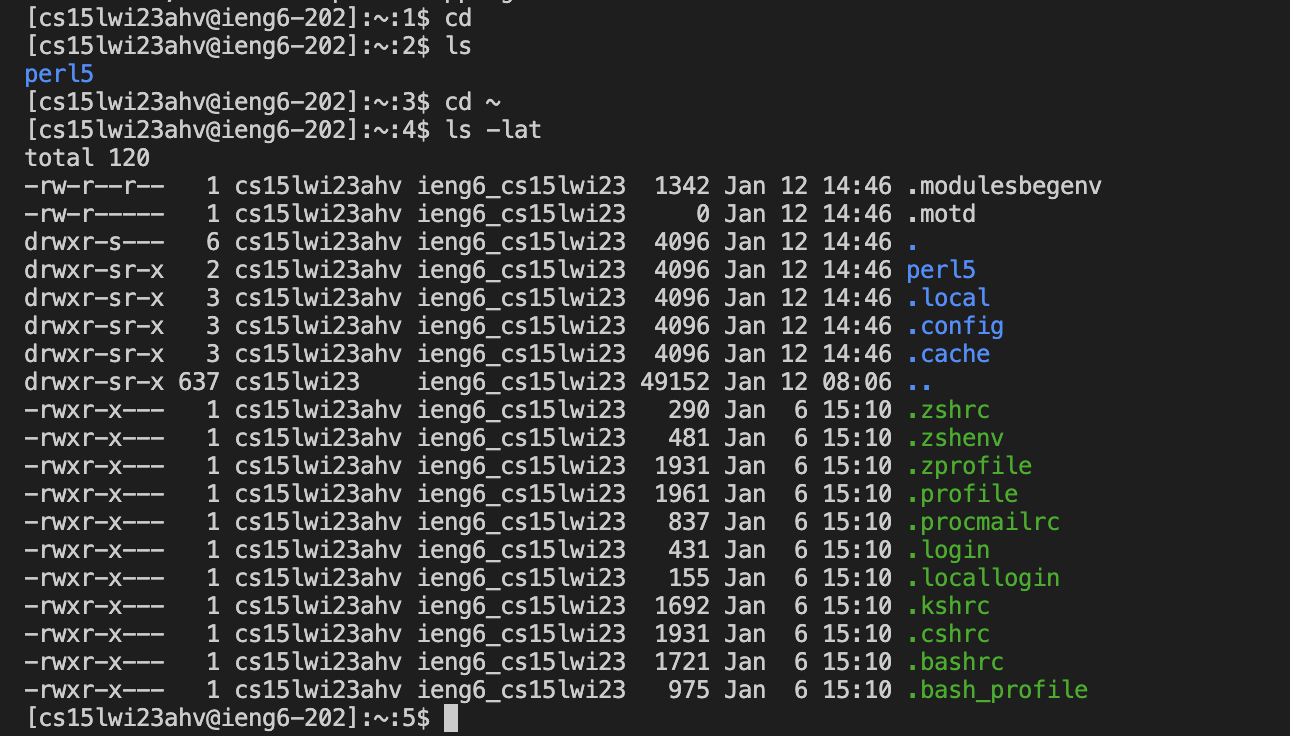 [cs15lwi23ahv@ieng6-202]:~:1$ cd
[cs15lwi23ahv@ieng6-202]:~:2$ ls
perl5
[cs15lwi23ahv@ieng6-202]:~:3$ cd ~
[cs15lwi23ahv@ieng6-202]:~:4$ ls -lat
total 120
-rw-r--r--   1 cs15lwi23ahv ieng6_cs15lwi23  1342 Jan 12 14:46 .modulesbegenv
-rw-r-----   1 cs15lwi23ahv ieng6_cs15lwi23     0 Jan 12 14:46 .motd
drwxr-s---   6 cs15lwi23ahv ieng6_cs15lwi23  4096 Jan 12 14:46 .
drwxr-sr-x   2 cs15lwi23ahv ieng6_cs15lwi23  4096 Jan 12 14:46 perl5
drwxr-sr-x   3 cs15lwi23ahv ieng6_cs15lwi23  4096 Jan 12 14:46 .local
drwxr-sr-x   3 cs15lwi23ahv ieng6_cs15lwi23  4096 Jan 12 14:46 .config
drwxr-sr-x   3 cs15lwi23ahv ieng6_cs15lwi23  4096 Jan 12 14:46 .cache
drwxr-sr-x 637 cs15lwi23    ieng6_cs15lwi23 49152 Jan 12 08:06 ..
-rwxr-x---   1 cs15lwi23ahv ieng6_cs15lwi23   290 Jan  6 15:10 .zshrc
-rwxr-x---   1 cs15lwi23ahv ieng6_cs15lwi23   481 Jan  6 15:10 .zshenv
-rwxr-x---   1 cs15lwi23ahv ieng6_cs15lwi23  1931 Jan  6 15:10 .zprofile
-rwxr-x---   1 cs15lwi23ahv ieng6_cs15lwi23  1961 Jan  6 15:10 .profile
-rwxr-x---   1 cs15lwi23ahv ieng6_cs15lwi23   837 Jan  6 15:10 .procmailrc
-rwxr-x---   1 cs15lwi23ahv ieng6_cs15lwi23   431 Jan  6 15:10 .login
-rwxr-x---   1 cs15lwi23ahv ieng6_cs15lwi23   155 Jan  6 15:10 .locallogin
-rwxr-x---   1 cs15lwi23ahv ieng6_cs15lwi23  1692 Jan  6 15:10 .kshrc
-rwxr-x---   1 cs15lwi23ahv ieng6_cs15lwi23  1931 Jan  6 15:10 .cshrc
-rwxr-x---   1 cs15lwi23ahv ieng6_cs15lwi23  1721 Jan  6 15:10 .bashrc
-rwxr-x---   1 cs15lwi23ahv ieng6_cs15lwi23   975 Jan  6 15:10 .bash_profile
[cs15lwi23ahv@ieng6-202]:~:5$